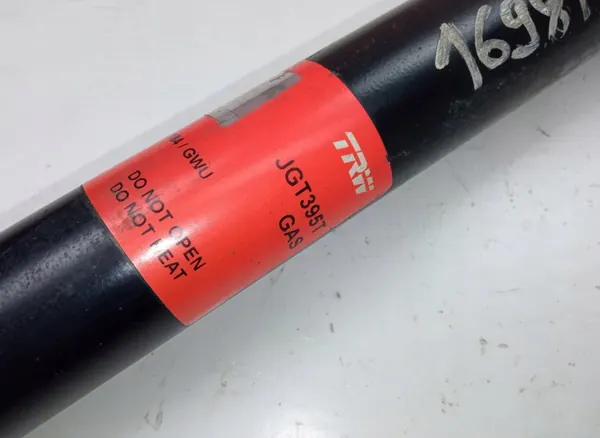 TRW
JGT395T
GAS
/ GWU
DO NOT OPEN
DO NOT HEAT